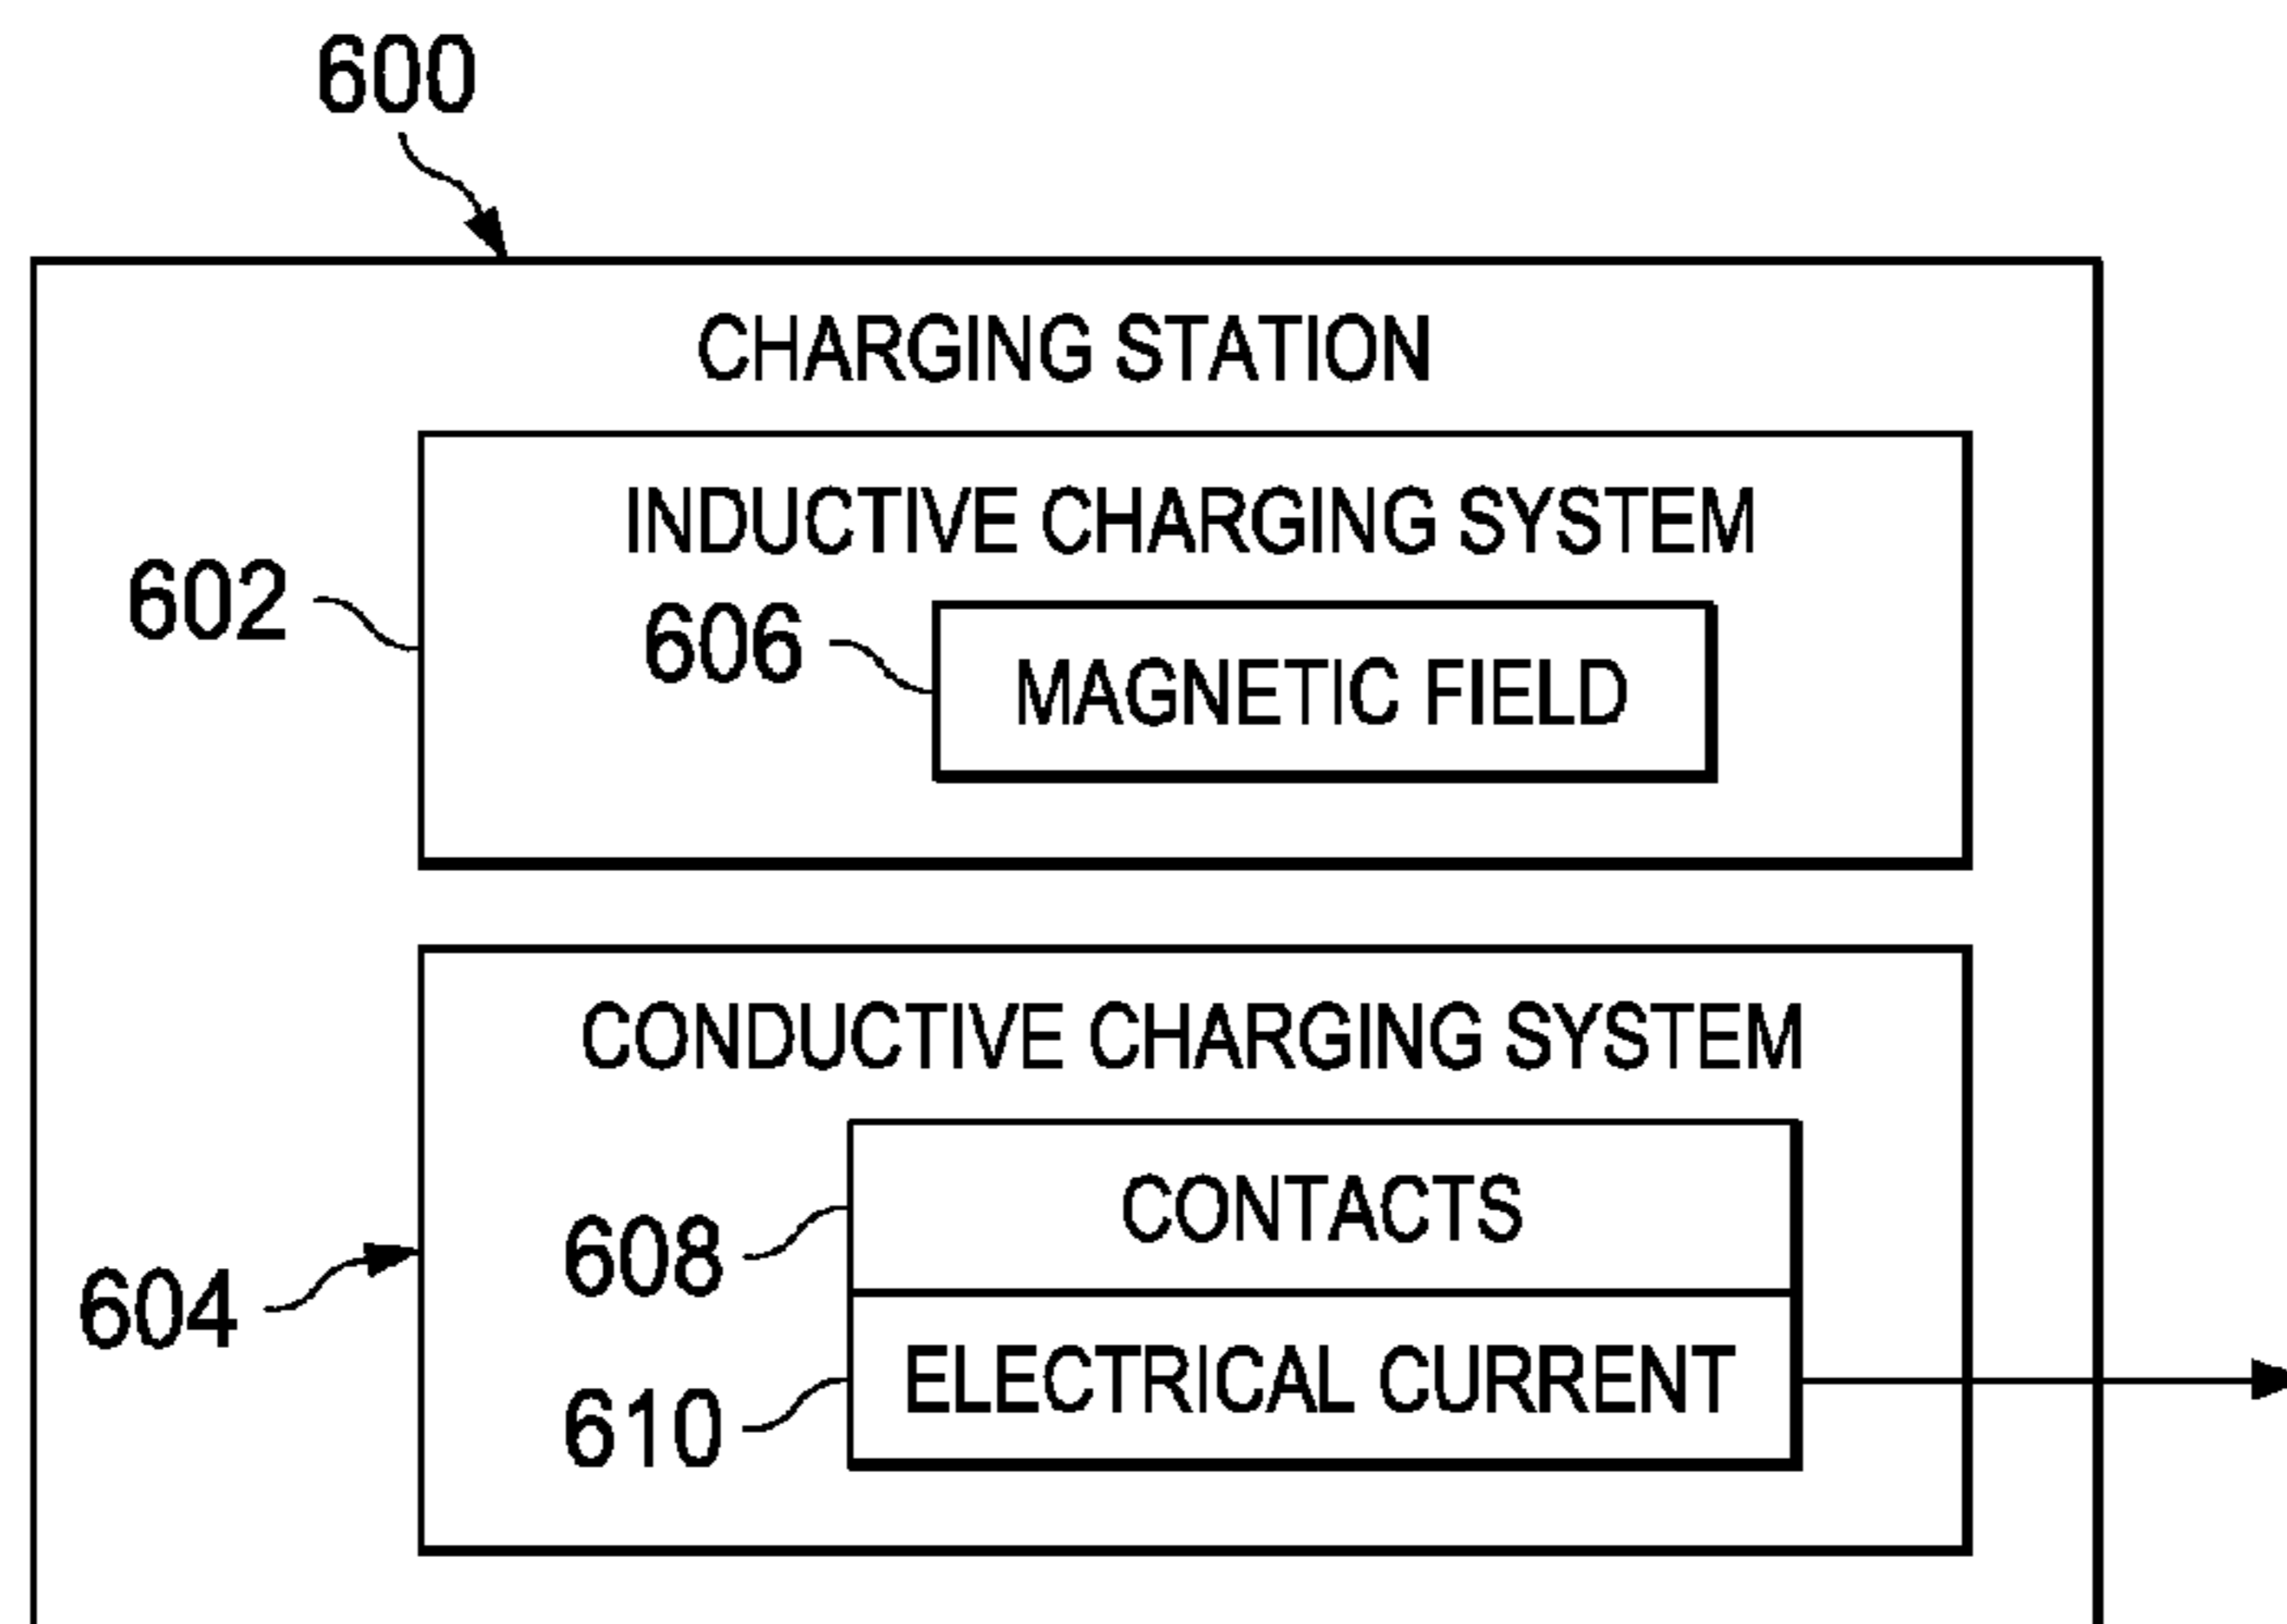 600
CHARGING STATION
INDUCTIVE CHARGING SYSTEM
602
606
MAGNETIC FIELD
CONDUCTIVE CHARGING SYSTEM
CONTACTS
608
604
ELECTRICAL CURRENT
610